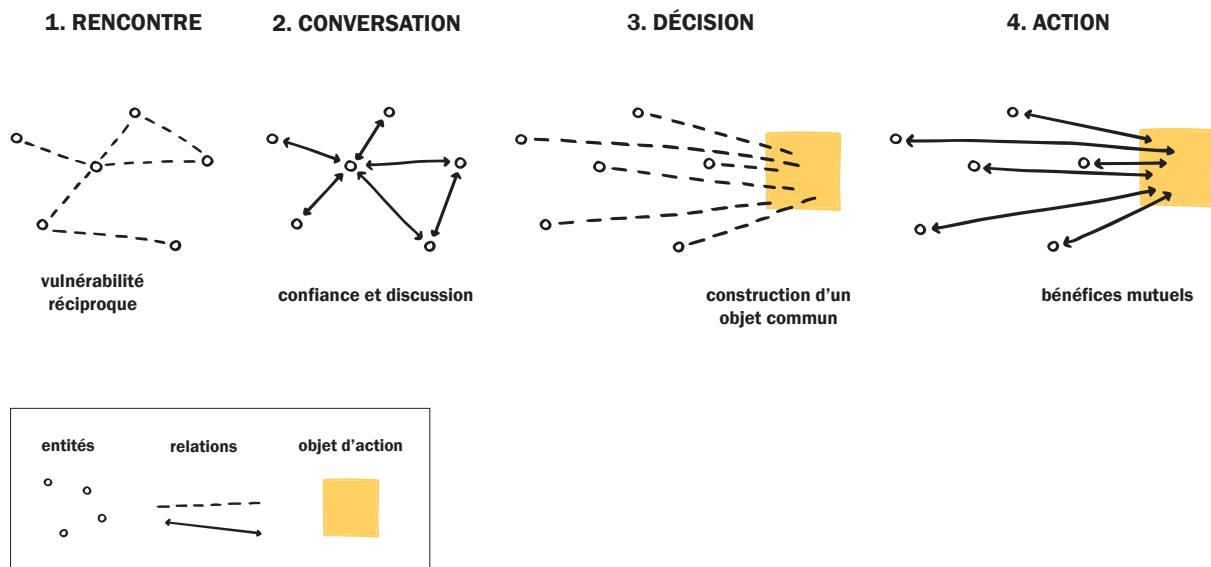 1. RENCONTRE
2. CONVERSATION
3. DÉCISION
4. ACTION
vulnérabilité
réciproque
confiance et discussion
construction d'un
objet commun
bénéfices mutuels
entités
relations
objet d'action